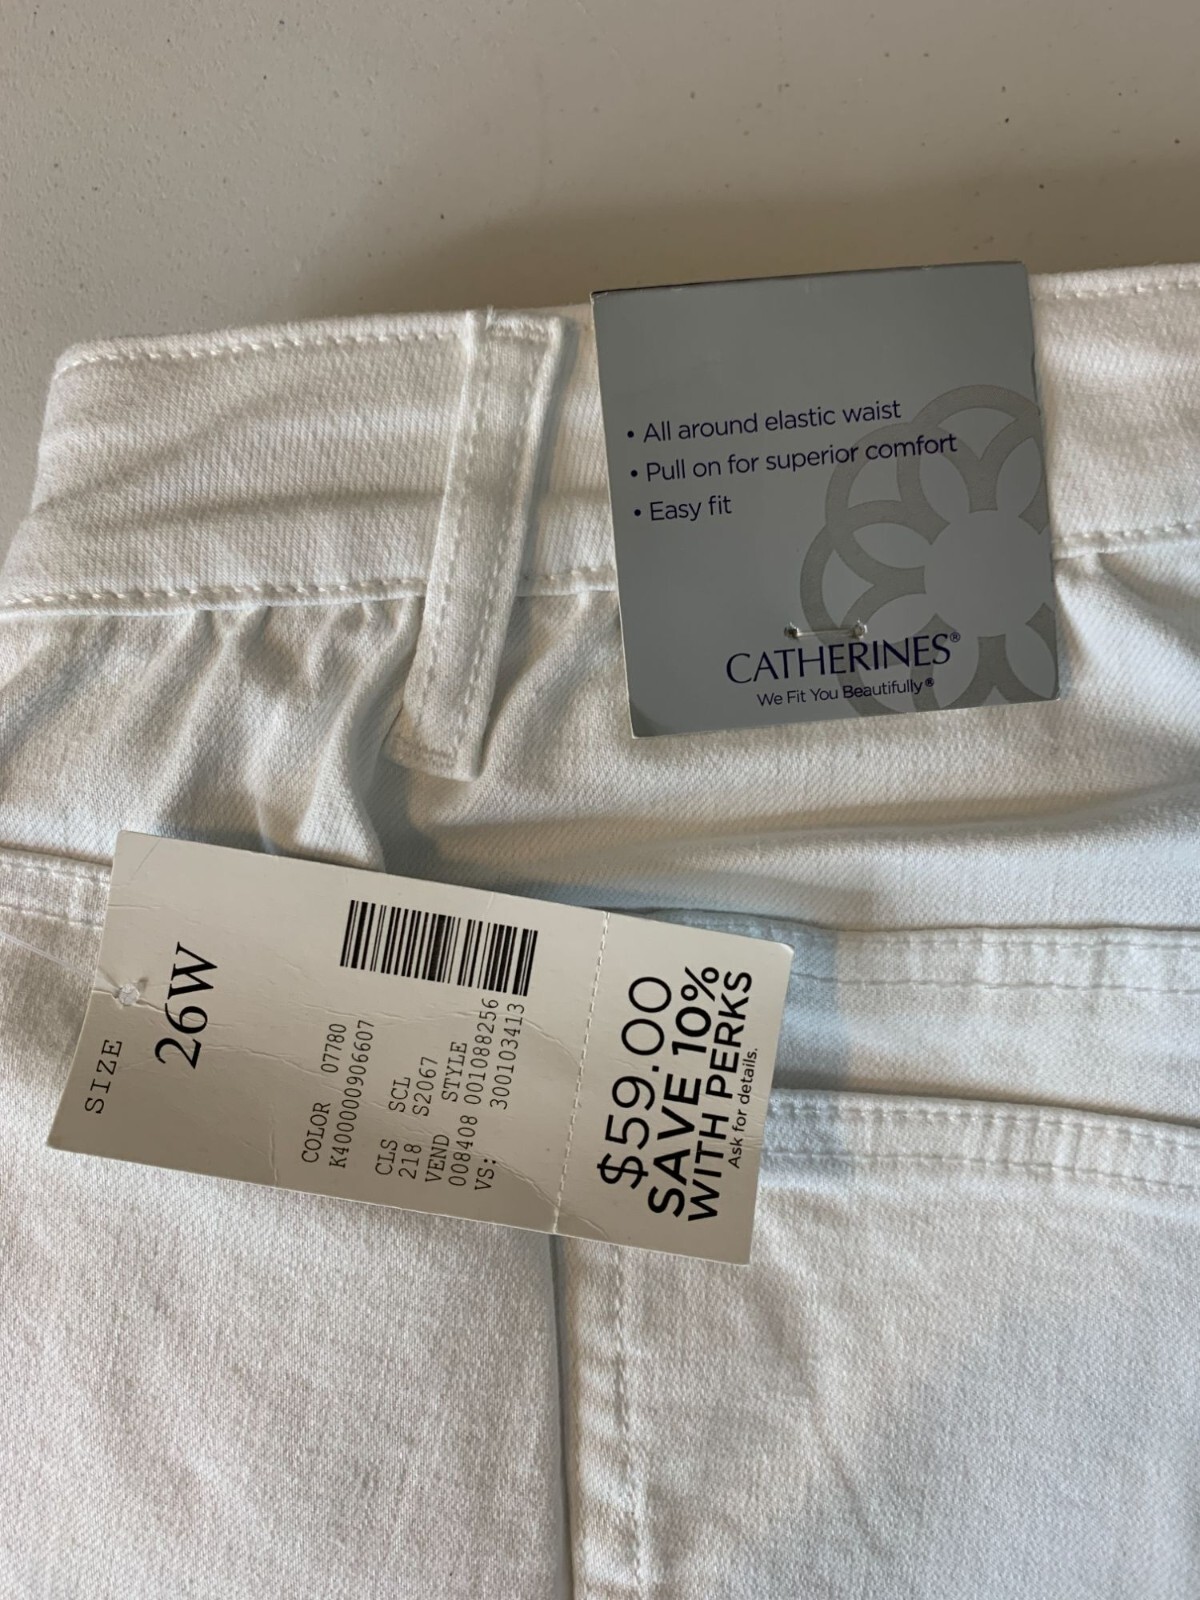 • All around elastic waist
• Pull on for superior comfort
• Easy fit
CATHERINES®
We Fit You Beautifully®
SIZE
26W
COLOR 07780
K400000906607
CLS SCL
218 S2067
VEND STYLE
008408 001088256
VS: 300103413
$59.00
SAVE 10%
WITH PERKS
Ask for details.